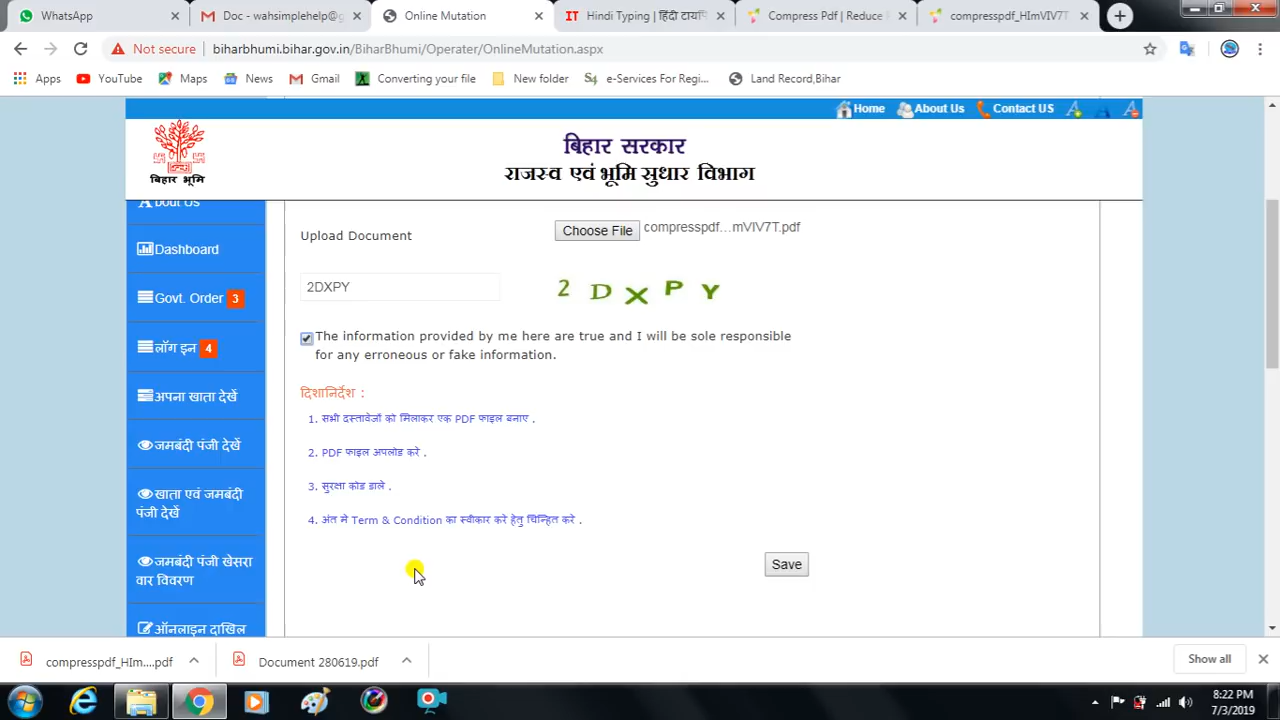 WhatsApp
Doc - wahsimplehelp@g
Online Mutation
Hindi Typing | हिंदी टायपि
Compress Pdf | Reduce
compresspdf_HImVIV7T
Not secure
biharbhumi.bihar.gov.in/BiharBhumi/Operater/OnlineMutation.aspx
Apps
YouTube
Maps
News
Gmail
Converting your file
New folder
e-Services For Regi...
Land Record,Bihar
Home
About Us
Contact US
बिहार सरकार
राजस्व एवं भूमि सुधार विभाग
बिहार भूमि
About Us
Dashboard
Govt. Order 3
लॉग इन 4
अपना खाता देखें
जमबंदी पंजी देखें
खाता एवं जमबंदी
पंजी देखें
जमबंदी पंजी खेसरा
वार विवरण
ऑनलाइन दाखिल
Upload Document
Choose File compresspdf...mVIV7T.pdf
2DXPY
2 D X P Y
The information provided by me here are true and I will be sole responsible
for any erroneous or fake information.
दिशानिर्देश :
1. सभी दस्तावेजों को मिलाकर एक PDF फाइल बनाए .
2. PDF फाइल अपलोड करे .
3. सुरक्षा कोड डाले .
4. अंत मे Term & Condition का स्वीकार करे हेतु चिन्हित करे .
Save
compresspdf_HIm....pdf
Document 280619.pdf
Show all
8:22 PM
7/3/2019